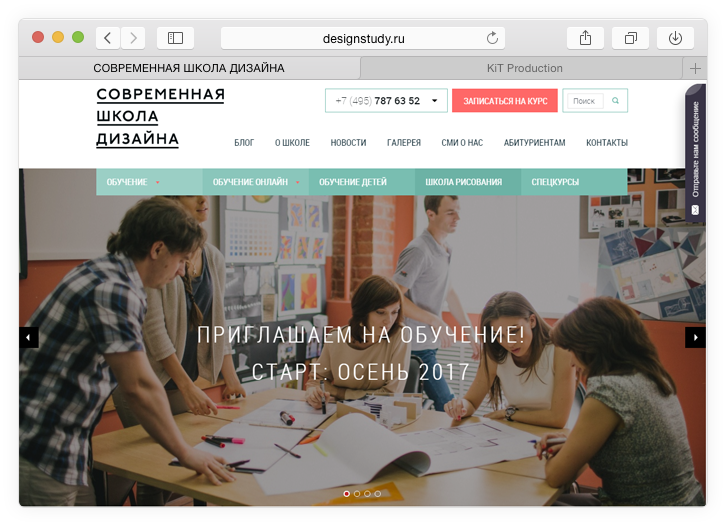 designstudy.ru
СОВРЕМЕННАЯ ШКОЛА ДИЗАЙНА
KiT Production
СОВРЕМЕННАЯ
ШКОЛА
ДИЗАЙНА
+7 (495) 787 63 52
ЗАПИСАТЬСЯ НА КУРС
Поиск
Отправьте нам сообщение
БЛОГ
О ШКОЛЕ
НОВОСТИ
ГАЛЕРЕЯ
СМИ О НАС
АБИТУРИЕНТАМ
КОНТАКТЫ
ОБУЧЕНИЕ
ОБУЧЕНИЕ ОНЛАЙН
ОБУЧЕНИЕ ДЕТЕЙ
ШКОЛА РИСОВАНИЯ
СПЕЦКУРСЫ
ПРИГЛАШАЕМ НА ОБУЧЕНИЕ!
СТАРТ: ОСЕНЬ 2017